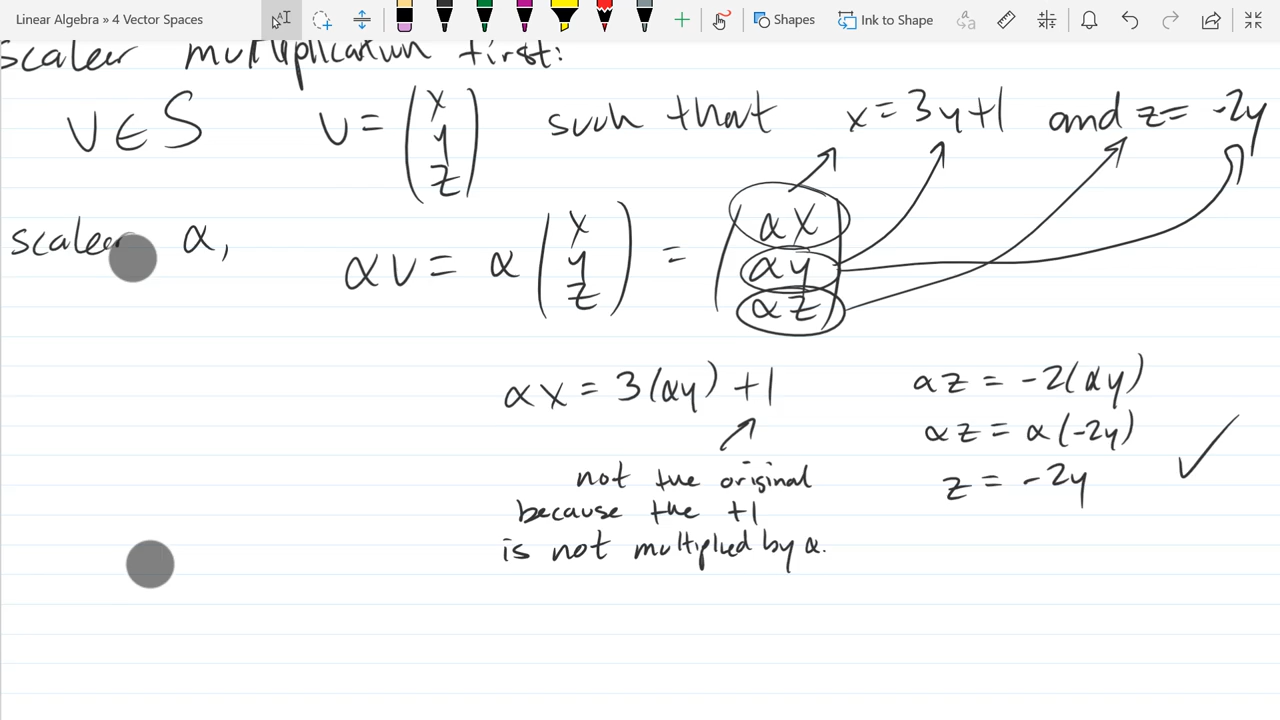 Linear Algebra » 4 Vector Spaces
Shapes
Ink to Shape
scaler multiplication first:
v ∈ S v = (x y z) such that x = 3y+1 and z = -2y
scaler α, αv = α (x y z) = (αx αy αz)
αx = 3(αy) +1
not the original
because the +1
is not multiplied by α.
αz = -2(αy)
αz = α(-2y)
z = -2y ✓